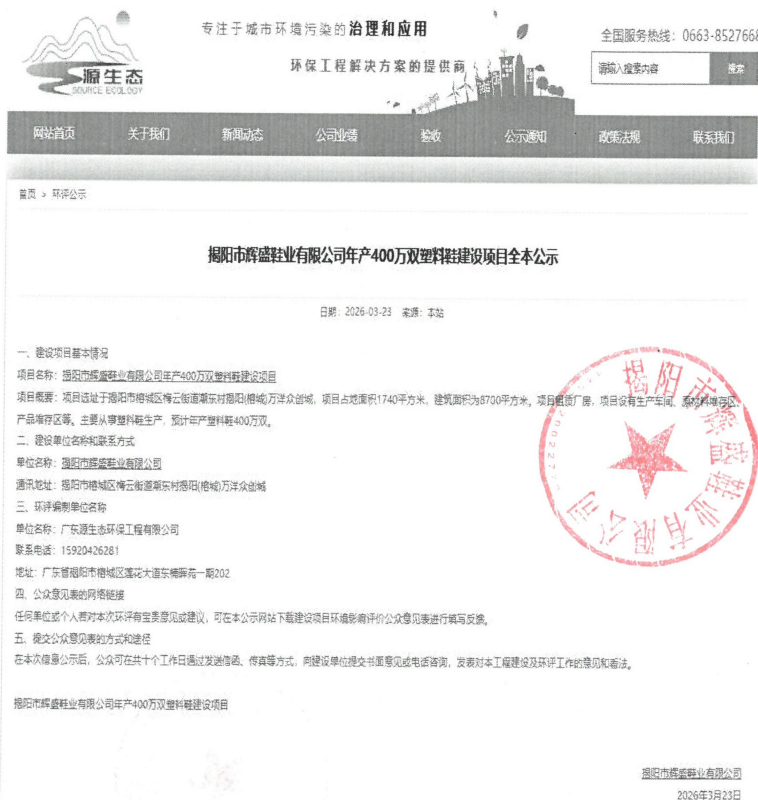 专注于城市环境污染的治理和应用
环保工程解决方案的提供商
源生态
SOURCE ECOLOGY
全国服务热线：0663-8527668
请输入搜索内容
搜索
网站首页 关于我们 新闻动态 公司业绩 验收 公示通知 政策法规 联系我们
首页 > 环评公示
揭阳市辉盛鞋业有限公司年产400万双塑料鞋建设项目全本公示
日期：2026-03-23 来源：本站
一、建设项目基本情况
项目名称：揭阳市辉盛鞋业有限公司年产400万双塑料鞋建设项目
项目概要：项目选址于揭阳市榕城区梅云街道潮东村揭阳(榕城)万洋众创城，项目占地面积1740平方米，建筑面积为8700平方米。项目租赁厂房，项目设有生产车间、原材料堆存区、
产品堆存区等。主要从事塑料鞋生产，预计年产塑料鞋400万双。
二、建设单位名称和联系方式
单位名称：揭阳市辉盛鞋业有限公司
通讯地址：揭阳市榕城区梅云街道潮东村揭阳(榕城)万洋众创城
三、环评编制单位名称
单位名称：广东源生态环保工程有限公司
联系电话：15920426281
地址：广东省揭阳市榕城区莲花大道东侧晖苑一期202
四、公众意见表的网络链接
任何单位或个人若对本次环评有宝贵意见或建议，可在本公示网站下载建设项目环境影响评价公众意见表进行填写反馈。
五、提交公众意见表的方式和途径
在本次信息公示后，公众可在共十个工作日通过发送信函、传真等方式，向建设单位提交书面意见或电话咨询，发表对本工程建设及环评工作的意见和看法。
揭阳市辉盛鞋业有限公司年产400万双塑料鞋建设项目
揭阳市辉盛鞋业有限公司
揭阳市辉盛鞋业有限公司
2026年3月23日